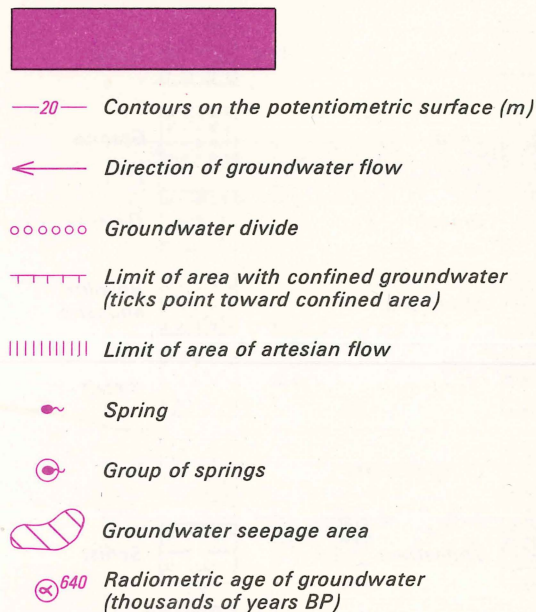 20 Contours on the potentiometric surface (m)
Direction of groundwater flow
Groundwater divide
Limit of area with confined groundwater
(ticks point toward confined area)
Limit of area of artesian flow
Spring
Group of springs
Groundwater seepage area
640 Radiometric age of groundwater
(thousands of years BP)